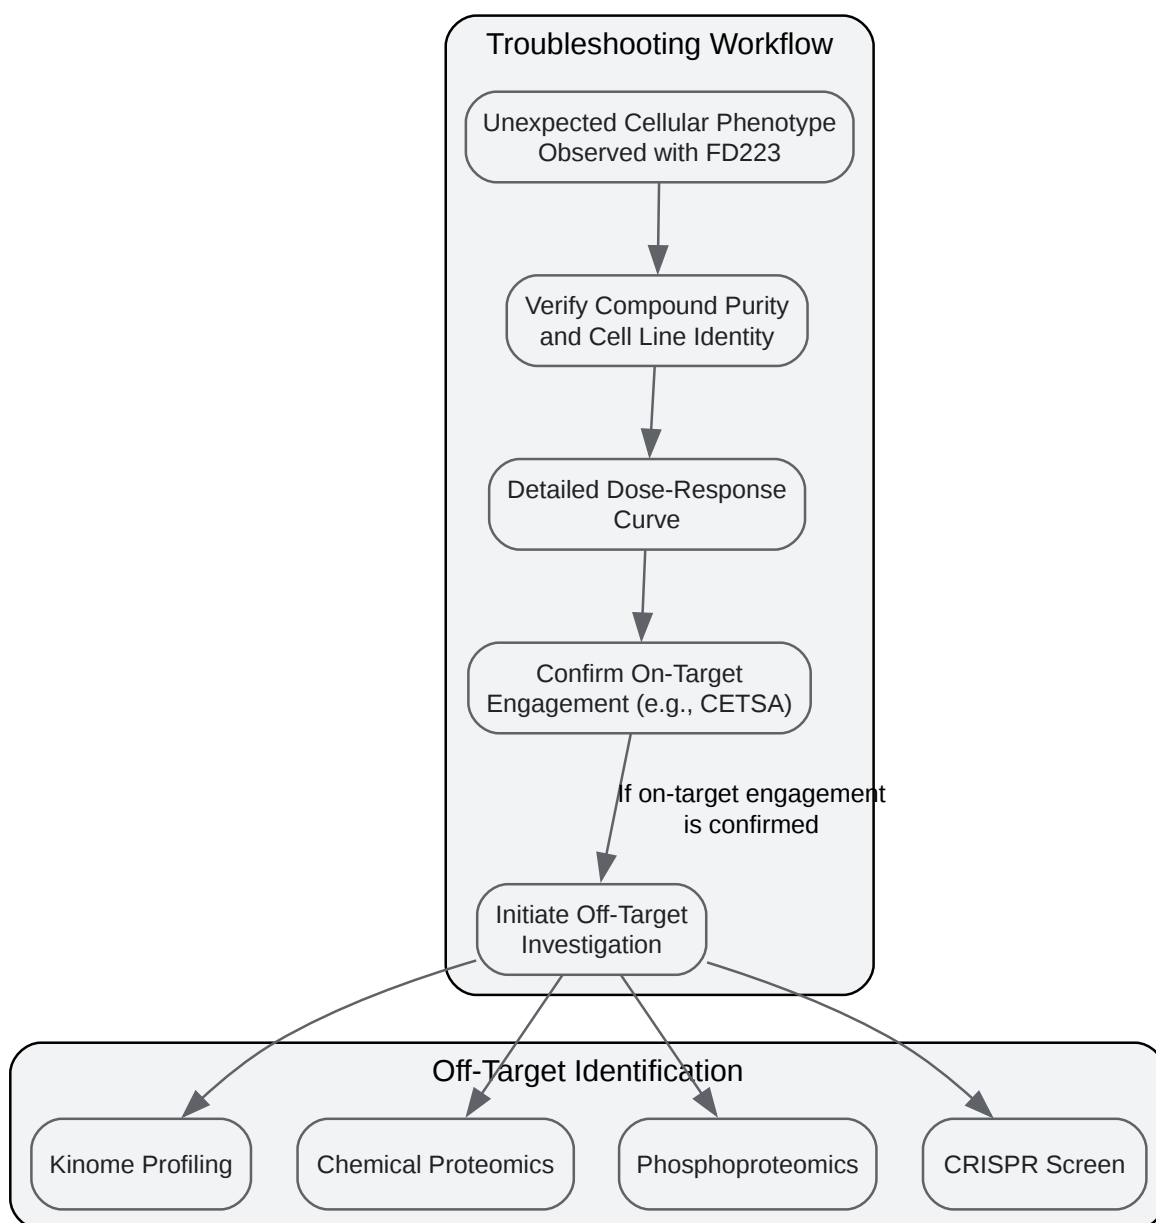 Troubleshooting Workflow
Unexpected Cellular Phenotype
Observed with FD223
Verify Compound Purity
and Cell Line Identity
Detailed Dose-Response
Curve
Confirm On-Target
Engagement (e.g., CETSA)
If on-target engagement
is confirmed
Initiate Off-Target
Investigation
Off-Target Identification
Kinome Profiling
Chemical Proteomics
Phosphoproteomics
CRISPR Screen